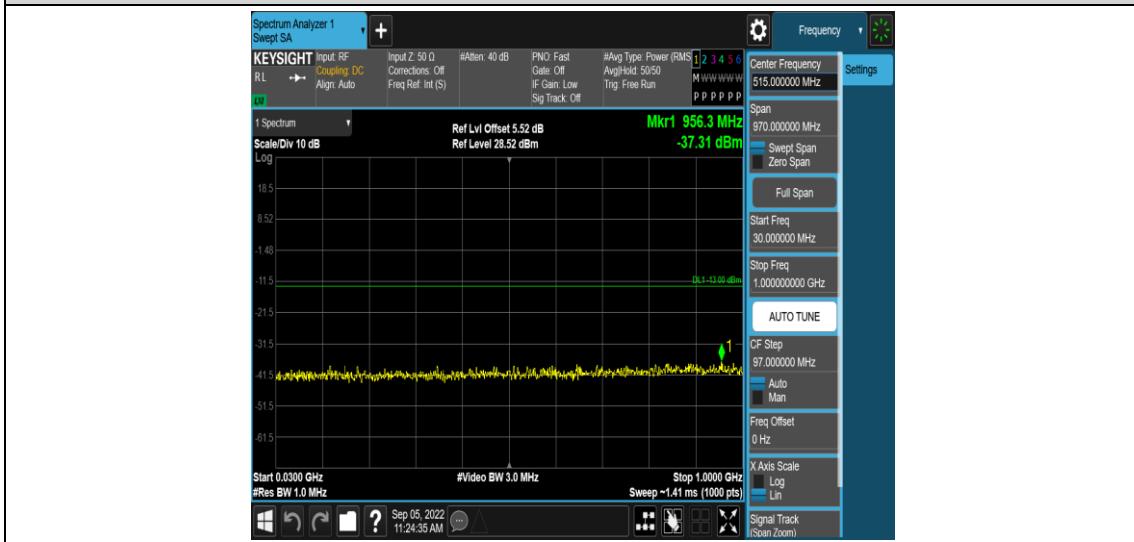 Spectrum Analyzer 1
Swept SA
+
Frequency
KEYSIGHT
RL
LXI
Input: RF
Coupling: DC
Align: Auto
Input Z: 50 Ω
Corrections: Off
Freq Ref: Int (S)
#Atten: 40 dB
PNO: Fast
Gate: Off
IF Gain: Low
Sig Track: Off
#Avg Type: Power (RMS
Avg|Hold: 50/50
Trig: Free Run
1 2 3 4 5 6
M W W W W W
P P P P P P
1 Spectrum
Scale/Div 10 dB
Ref Lvl Offset 5.52 dB
Ref Level 28.52 dBm
Mkr1 956.3 MHz
-37.31 dBm
Log
18.5
8.52
-1.48
-11.5
DL1 -13.00 dBm
-21.5
-31.5
1
-41.5
-51.5
-61.5
Start 0.0300 GHz
#Video BW 3.0 MHz
Stop 1.0000 GHz
#Res BW 1.0 MHz
Sweep ~1.41 ms (1000 pts)
Center Frequency
515.000000 MHz
Settings
Span
970.000000 MHz
Swept Span
Zero Span
Full Span
Start Freq
30.000000 MHz
Stop Freq
1.000000000 GHz
AUTO TUNE
CF Step
97.000000 MHz
Auto
Man
Freq Offset
0 Hz
X Axis Scale
Log
Lin
Signal Track
(Span Zoom)
?
Sep 05, 2022
11:24:35 AM